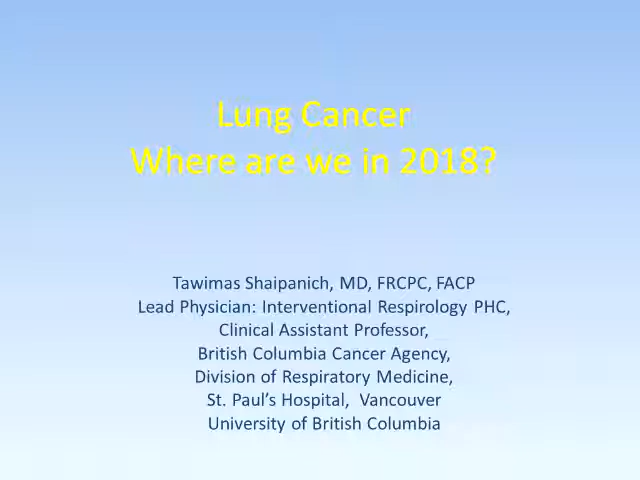 Lung Cancer
Where are we in 2018?
Tawimas Shaipanich, MD, FRCPC, FACP
Lead Physician: Interventional Respirology PHC,
Clinical Assistant Professor,
British Columbia Cancer Agency,
Division of Respiratory Medicine,
St. Paul's Hospital, Vancouver
University of British Columbia